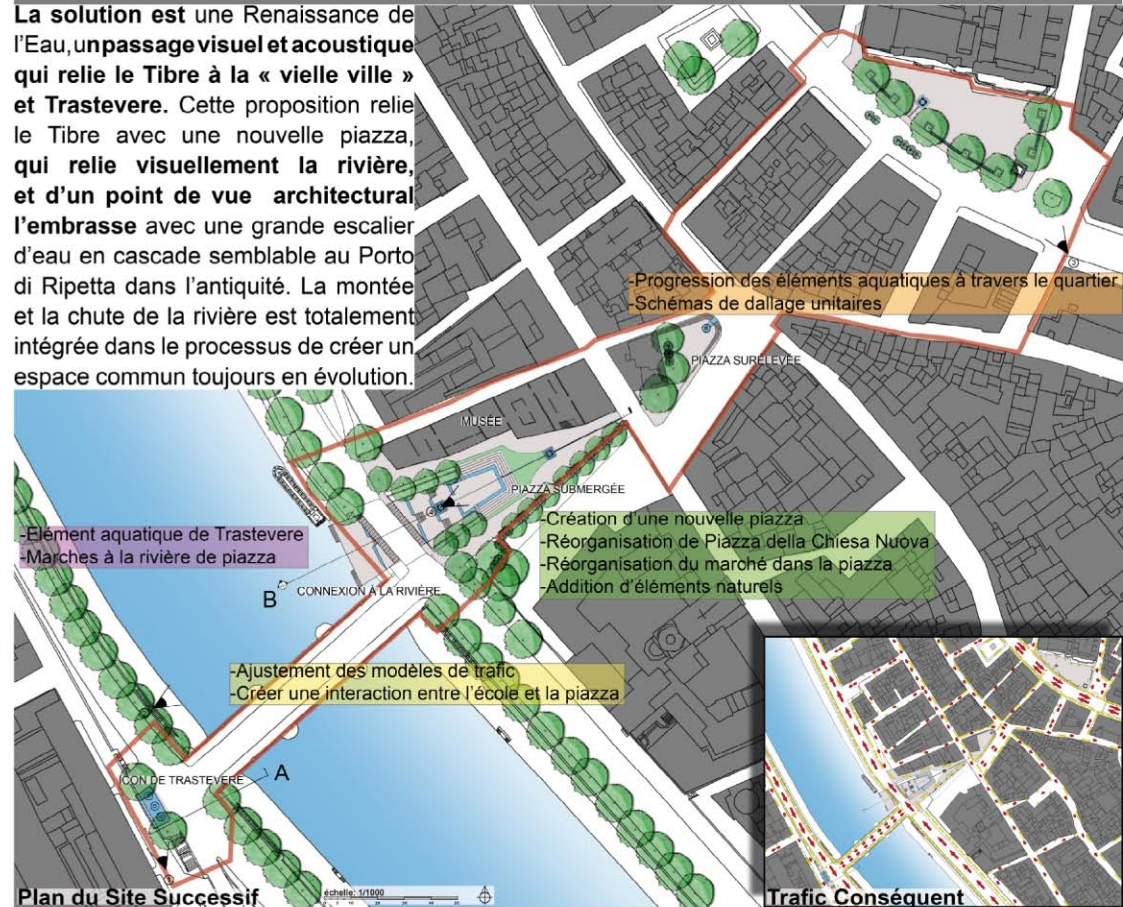 La solution est une Renaissance de
l'Eau,un passage visuel et acoustique
qui relie le Tibre à la « vielle ville »
et Trastevere. Cette proposition relie
le Tibre avec une nouvelle piazza,
qui relie visuellement la rivière,
et d'un point de vue architectural
l'embrasse avec une grande escalier
d'eau en cascade semblable au Porto
di Ripetta dans l'antiquité. La montée
et la chute de la rivière est totalement
intégrée dans le processus de créer un
espace commun toujours en évolution.
-Progression des éléments aquatiques à travers le quartier
-Schémas de dallage unitaires
PIAZZA SURÉLEVÉE
MUSÉE
PIAZZA SUBMERGÉE
-Elément aquatique de Trastevere
-Marches à la rivière de piazza
-Création d'une nouvelle piazza
-Réorganisation de Piazza della Chiesa Nuova
-Réorganisation du marché dans la piazza
-Addition d'éléments naturels
B
CONNEXION À LA RIVIÈRE
-Ajustement des modèles de trafic
-Créer une interaction entre l'école et la piazza
A
ICON DE TRASTEVERE
Plan du Site Successif
échelle: 1/1000
Trafic Conséquent